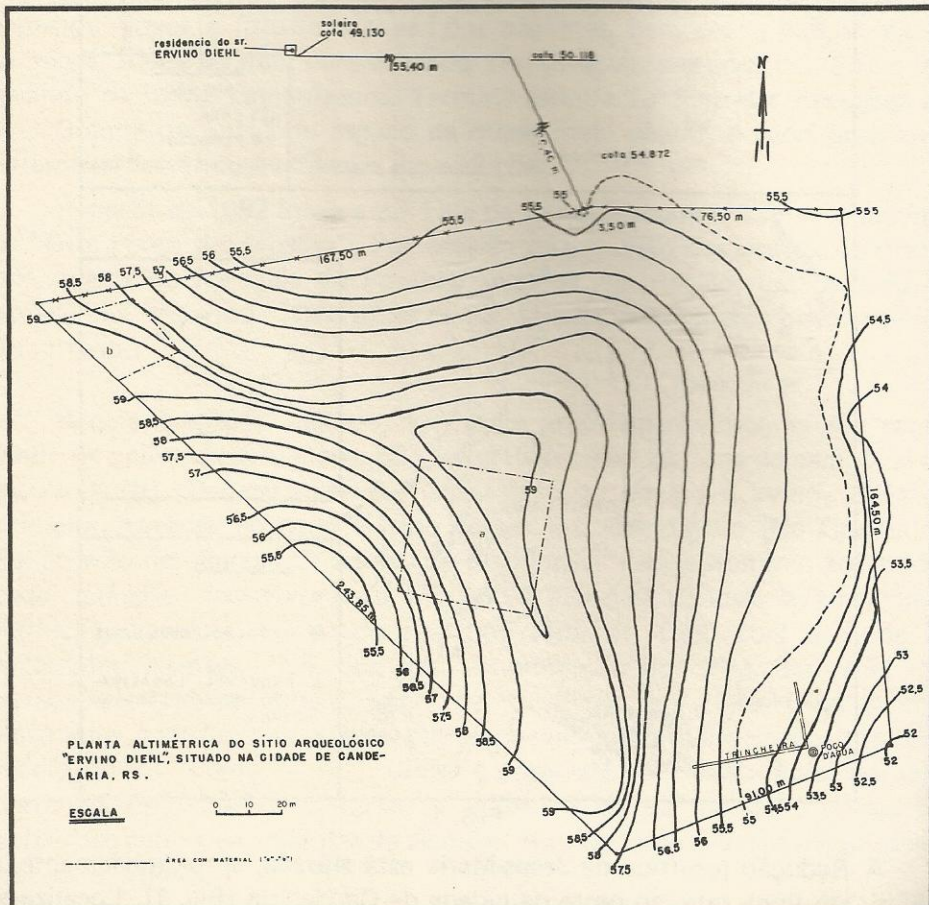 soleira
cota 49.130
residencia do sr.
ERVINO DIEHL
55,40 m
cota 50.118
N
cota 54.872
55
55,5
55,5
76,50 m
55,5
55,5
3,50 m
167,50 m
58,5
58
57,5
57
56,5
56
55,5
59
b
54,5
54
59
58,5
58
57,5
57
59
164,50 m
56,5
56
55,5
a
53,5
243,85 m
55,5
56
56,5
57
57,5
58
58,5
59
53
52,5
52
52
TRINCHEIRA
POÇO
D'AGUA
91,00 m
59
58,5
58
57,5
56,5
56
55,5
55
54,5
54
53,5
53
52,5
PLANTA ALTIMÉTRICA DO SÍTIO ARQUEOLÓGICO
"ERVINO DIEHL", SITUADO NA CIDADE DE CANDE-
LÁRIA, RS.
ESCALA
0 10 20 m
ÁREA COM MATERIAL ("a"-"b")